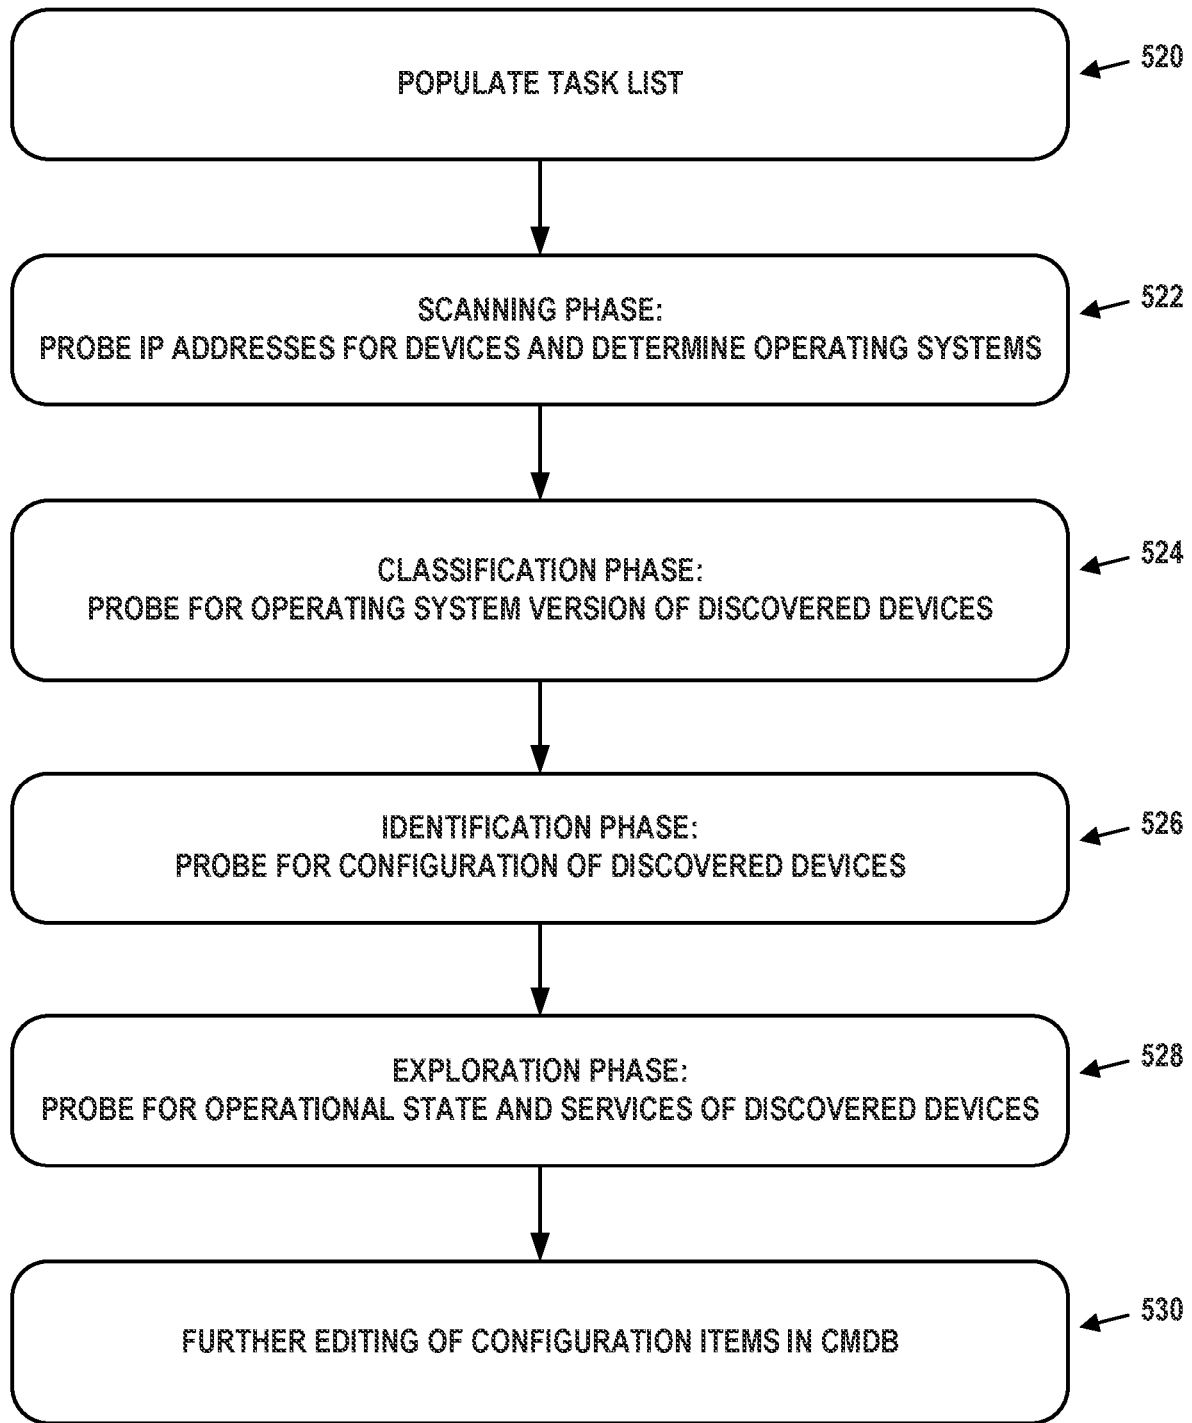 POPULATE TASK LIST
520
SCANNING PHASE:
PROBE IP ADDRESSES FOR DEVICES AND DETERMINE OPERATING SYSTEMS
522
CLASSIFICATION PHASE:
PROBE FOR OPERATING SYSTEM VERSION OF DISCOVERED DEVICES
524
IDENTIFICATION PHASE:
PROBE FOR CONFIGURATION OF DISCOVERED DEVICES
526
EXPLORATION PHASE:
PROBE FOR OPERATIONAL STATE AND SERVICES OF DISCOVERED DEVICES
528
FURTHER EDITING OF CONFIGURATION ITEMS IN CMDB
530